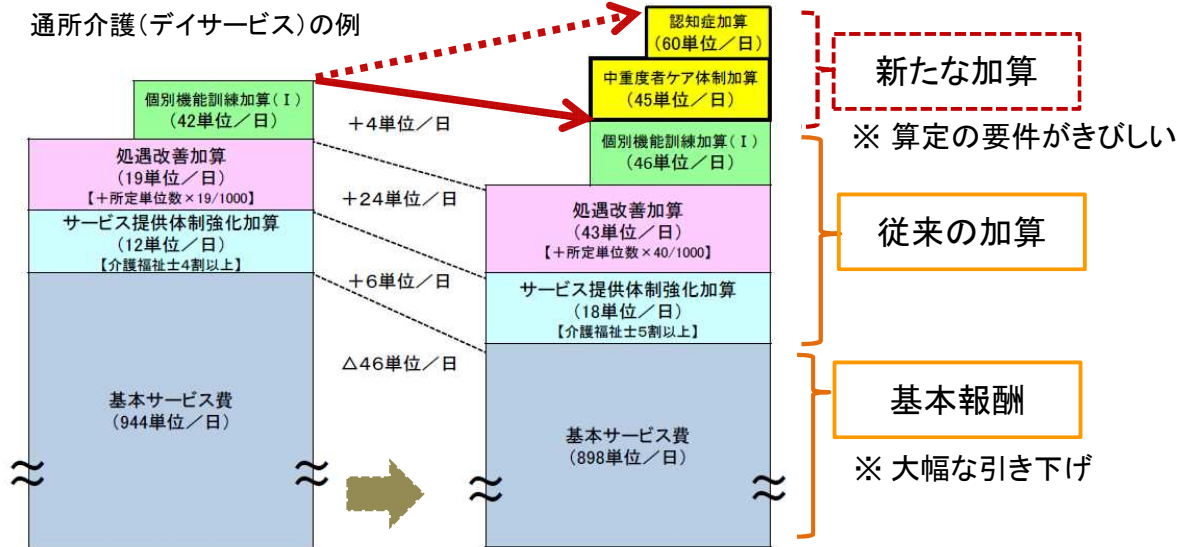 通所介護(デイサービス)の例
個別機能訓練加算(Ⅰ)
(42単位/日)
処遇改善加算
(19単位/日)
【+所定単位数×19/1000】
サービス提供体制強化加算
(12単位/日)
【介護福祉士4割以上】
基本サービス費
(944単位/日)
+4単位/日
+24単位/日
+6単位/日
△46単位/日
認知症加算
(60単位/日)
中重度者ケア体制加算
(45単位/日)
個別機能訓練加算(Ⅰ)
(46単位/日)
処遇改善加算
(43単位/日)
【+所定単位数×40/1000】
サービス提供体制強化加算
(18単位/日)
【介護福祉士5割以上】
基本サービス費
(898単位/日)
新たな加算
※ 算定の要件がきびしい
従来の加算
基本報酬
※ 大幅な引き下げ